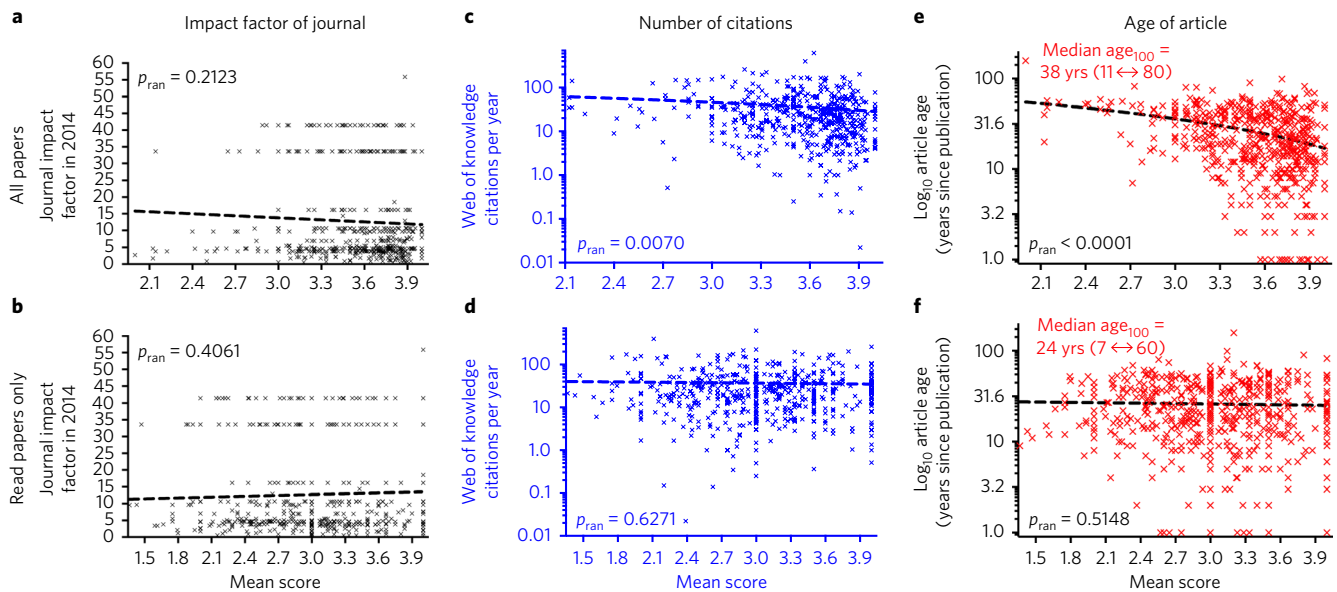 a
Impact factor of journal
All papers
Journal impact
factor in 2014
60
55
50
45
40
35
30
25
20
15
10
5
0
p_ran = 0.2123
2.1 2.4 2.7 3.0 3.3 3.6 3.9
b
Read papers only
Journal impact
factor in 2014
60
55
50
45
40
35
30
25
20
15
10
5
0
p_ran = 0.4061
1.5 1.8 2.1 2.4 2.7 3.0 3.3 3.6 3.9
Mean score
c
Number of citations
Web of knowledge
citations per year
100
10
1.0
0.1
0.01
p_ran = 0.0070
2.1 2.4 2.7 3.0 3.3 3.6 3.9
d
Web of knowledge
citations per year
100
10
1.0
0.1
0.01
p_ran = 0.6271
1.5 1.8 2.1 2.4 2.7 3.0 3.3 3.6 3.9
Mean score
e
Age of article
Log10 article age
(years since publication)
100
31.6
10
3.2
1.0
Median age100 =
38 yrs (11 ↔ 80)
p_ran < 0.0001
2.1 2.4 2.7 3.0 3.3 3.6 3.9
f
Log10 article age
(years since publication)
100
31.6
10
3.2
1.0
Median age100 =
24 yrs (7 ↔ 60)
p_ran = 0.5148
1.5 1.8 2.1 2.4 2.7 3.0 3.3 3.6 3.9
Mean score